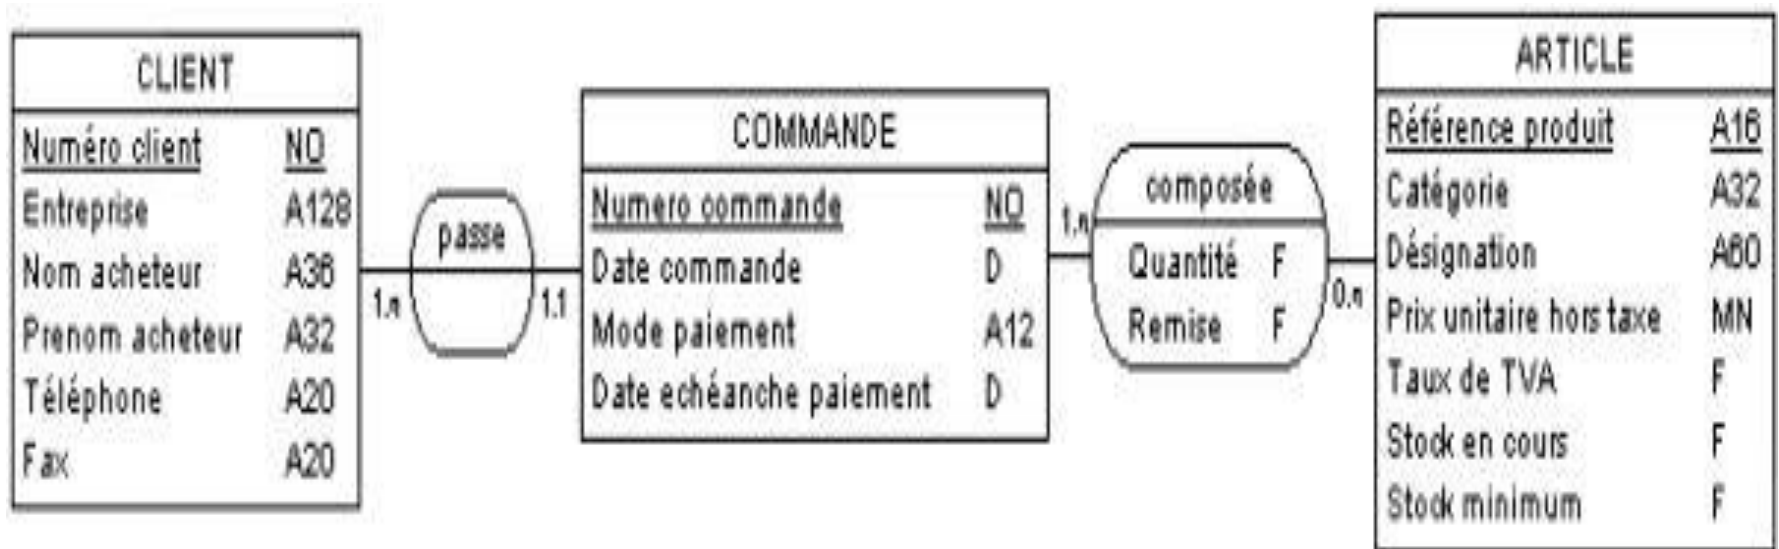 CLIENT
Numéro client NO
Entreprise A128
Nom acheteur A36
Prenom acheteur A32
Téléphone A20
Fax A20
passe
1.n
1.1
COMMANDE
Numero commande NO
Date commande D
Mode paiement A12
Date echéanche paiement D
1.n
composée
Quantité F
Remise F
0.n
ARTICLE
Référence produit A16
Catégorie A32
Désignation A60
Prix unitaire hors taxe MN
Taux de TVA F
Stock en cours F
Stock minimum F